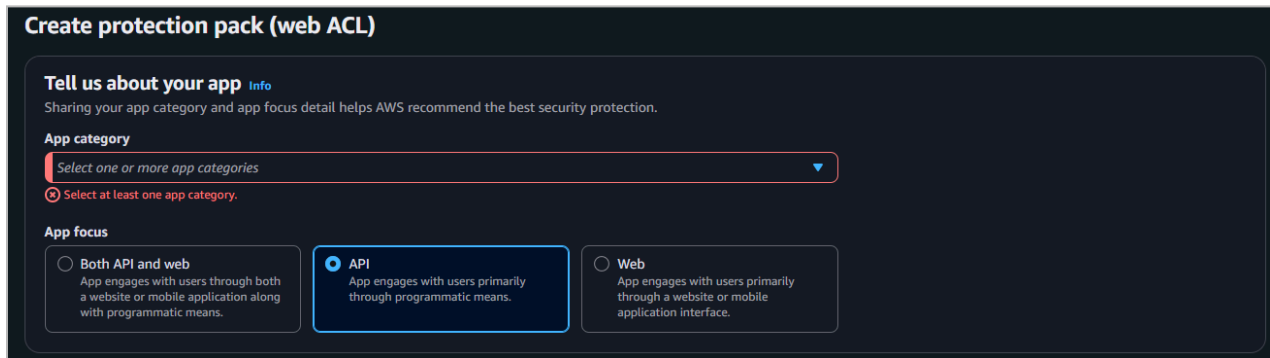 Create protection pack (web ACL)
Tell us about your app Info
Sharing your app category and app focus detail helps AWS recommend the best security protection.
App category
Select one or more app categories
Select at least one app category.
App focus
Both API and web
App engages with users through both
a website or mobile application along
with programmatic means.
API
App engages with users primarily
through programmatic means.
Web
App engages with users primarily
through a website or mobile
application interface.